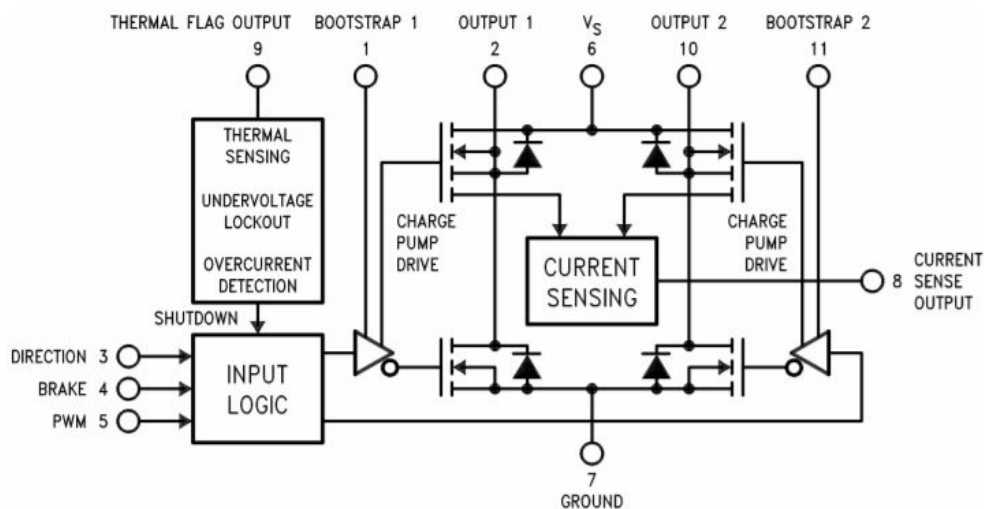 THERMAL FLAG OUTPUT
9
BOOTSTRAP 1
1
OUTPUT 1
2
VS
6
OUTPUT 2
10
BOOTSTRAP 2
11
THERMAL
SENSING
UNDERVOLTAGE
LOCKOUT
OVERCURRENT
DETECTION
CHARGE
PUMP
DRIVE
CURRENT
SENSING
CHARGE
PUMP
DRIVE
8 CURRENT
SENSE
OUTPUT
SHUTDOWN
DIRECTION 3
BRAKE 4
PWM 5
INPUT
LOGIC
7
GROUND